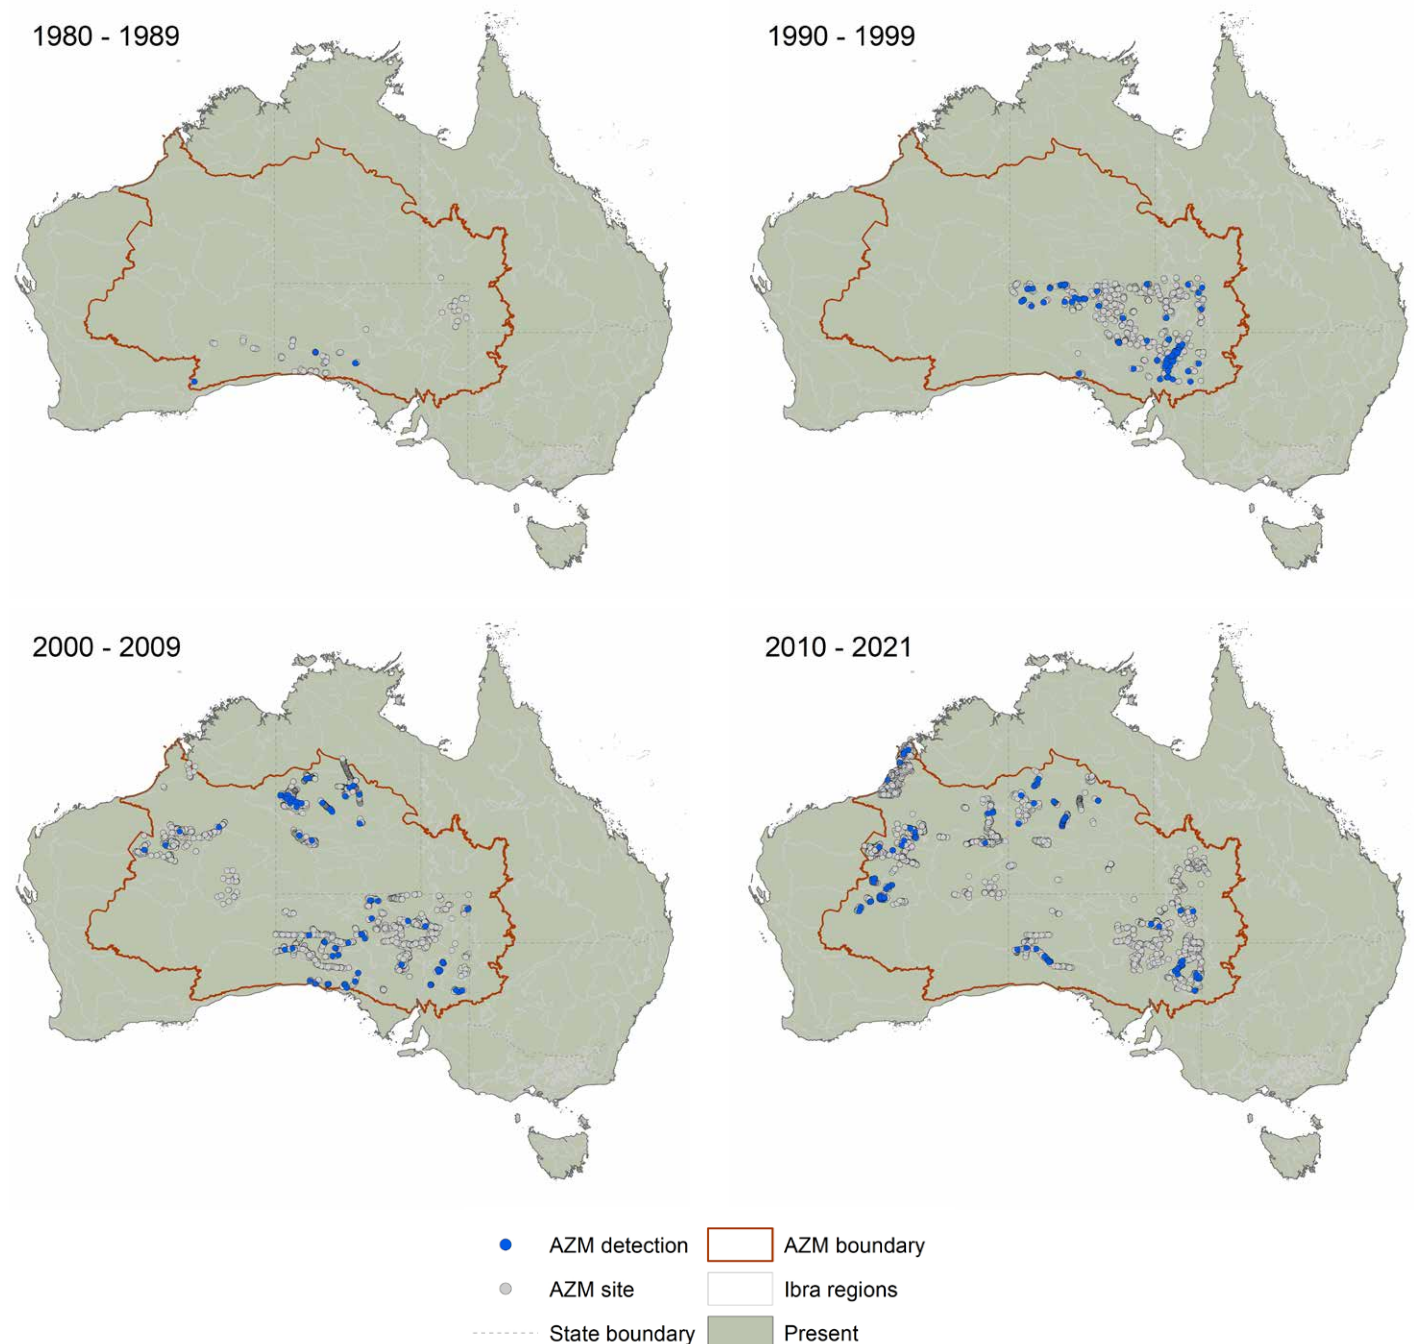 1980 - 1989
1990 - 1999
2000 - 2009
2010 - 2021
AZM detection
AZM boundary
AZM site
Ibra regions
State boundary
Present